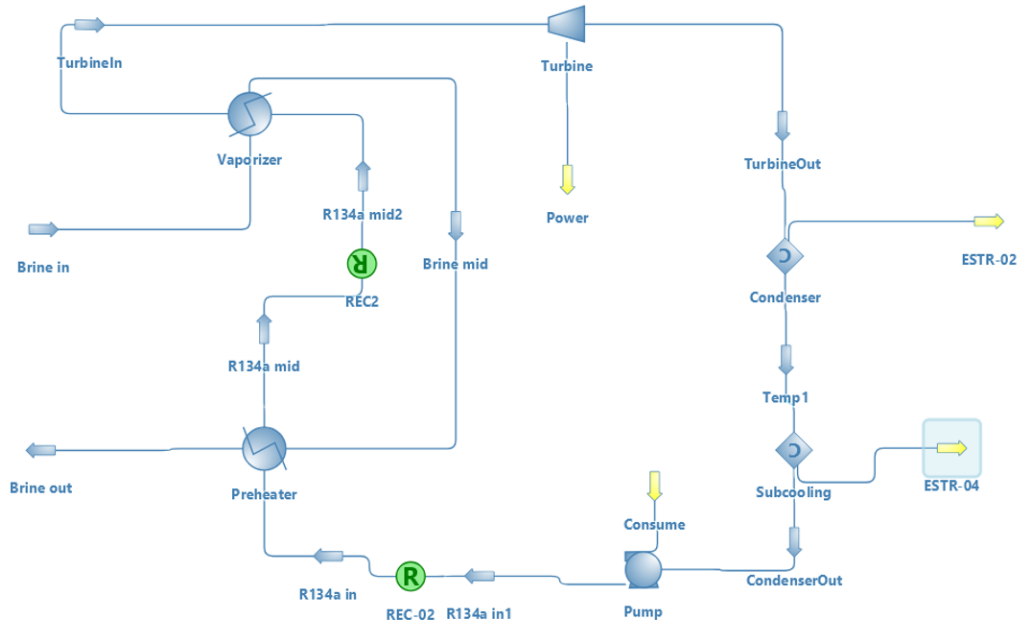 TurbineIn
Turbine
Vaporizer
TurbineOut
R134a mid2
Power
Brine in
Brine mid
ESTR-02
R
REC2
Condenser
R134a mid
Temp1
Brine out
Preheater
Subcooling
ESTR-04
Consume
R
CondenserOut
R134a in
REC-02
R134a in1
Pump
C
C